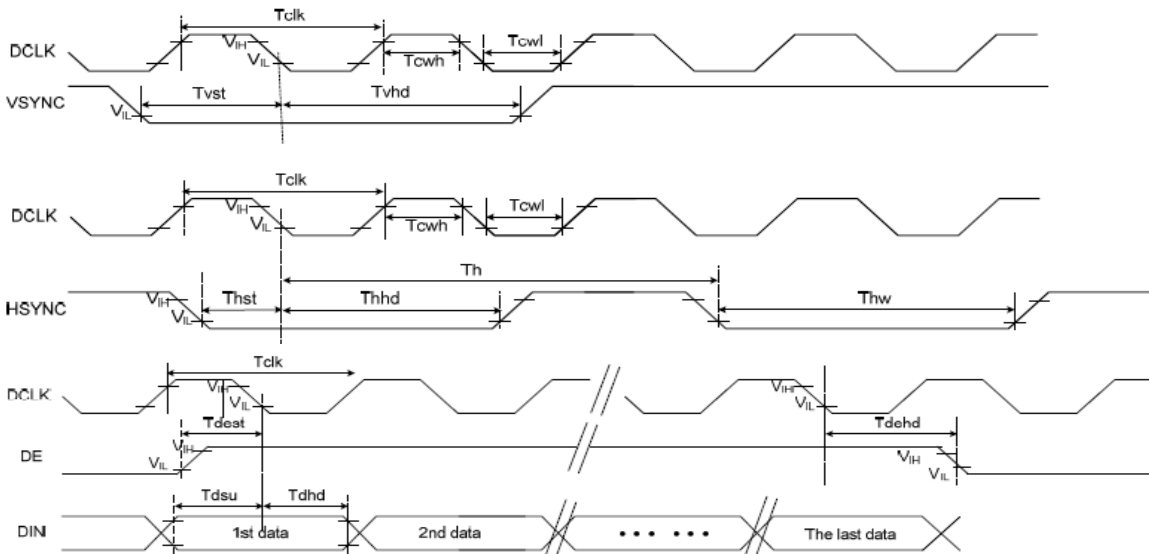 Tclk
DCLK
VIH
VIL
Tcwh
Tcwl
VSYNC
VIL
Tvst
Tvhd
Tclk
DCLK
VIH
VIL
Tcwh
Tcwl
Th
HSYNC
VIH
VIL
Thst
Thhd
Thw
Tclk
DCLK
VIH
VIL
VIH
VIL
Tdest
Tdehd
DE
VIH
VIL
VIH
VIL
Tdsu
Tdhd
DIN
1st data
2nd data
• • • • • • •
The last data